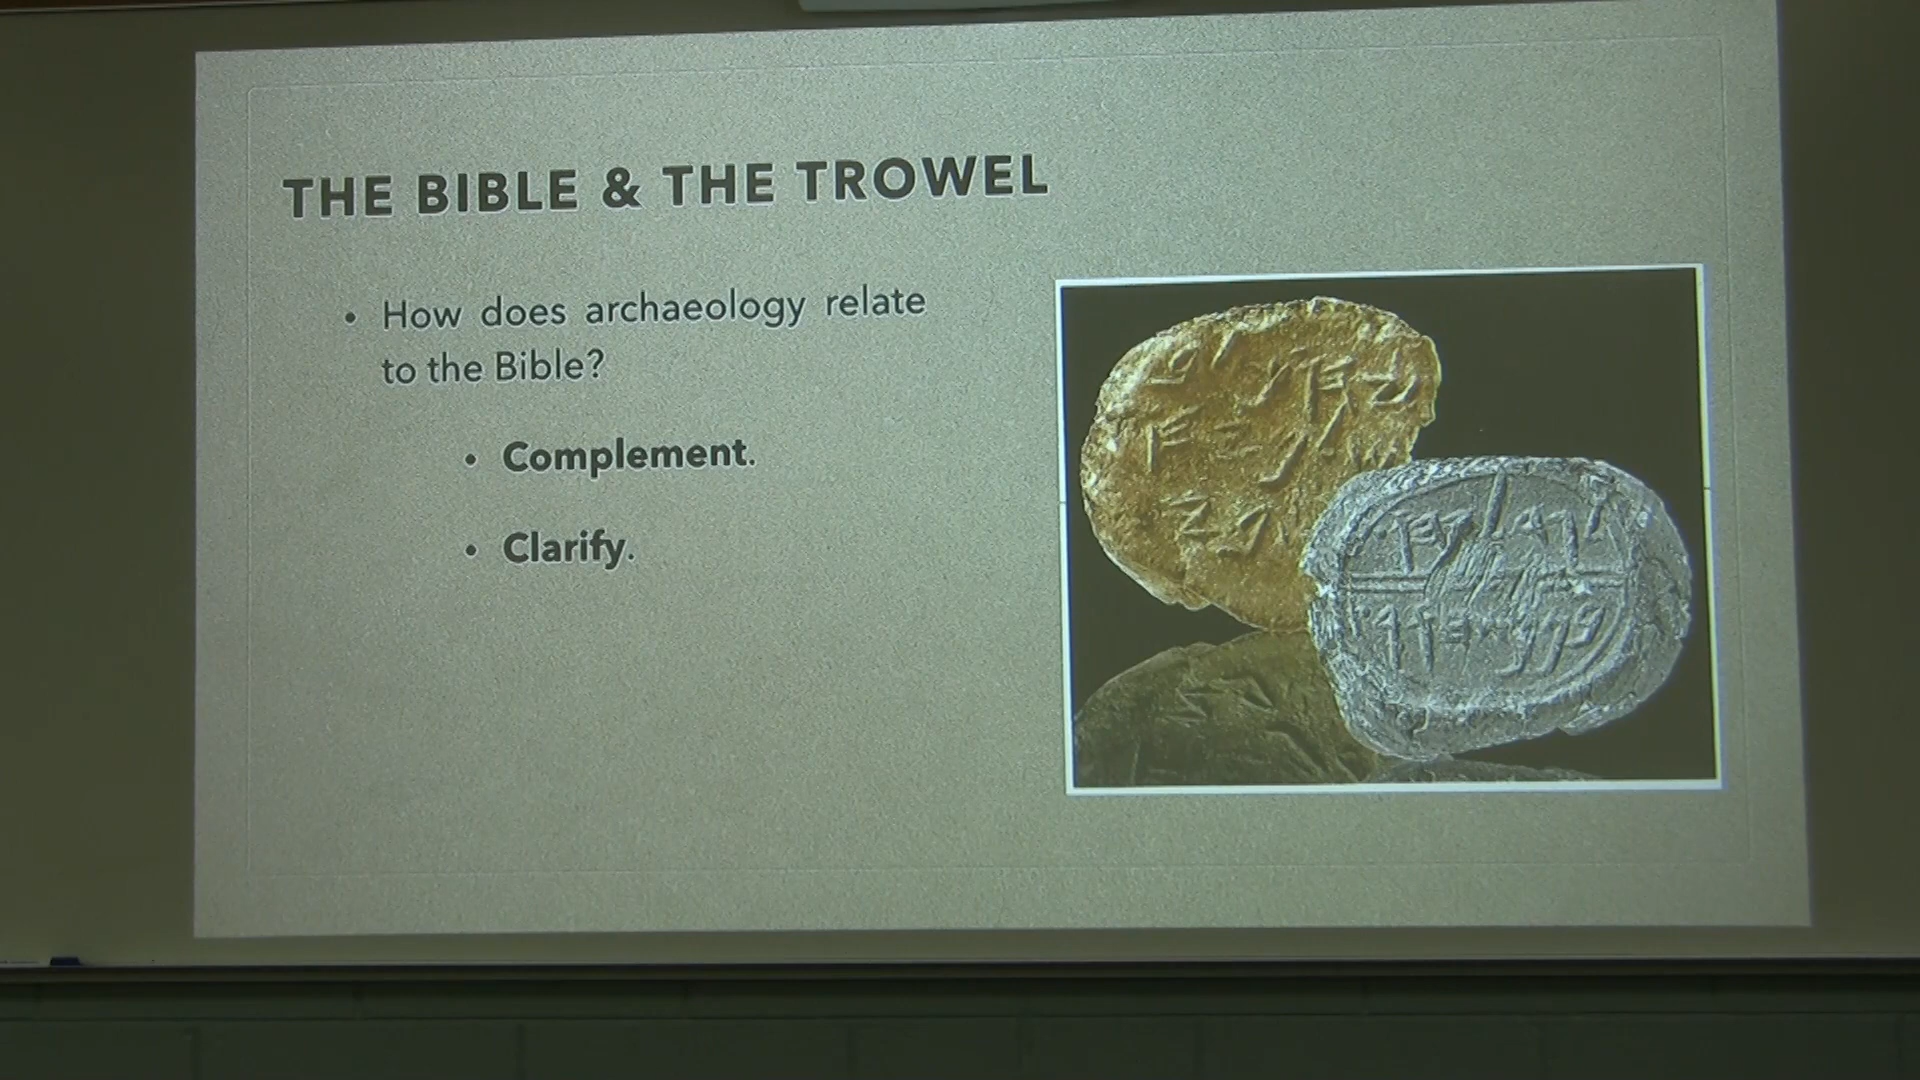 THE BIBLE & THE TROWEL
• How does archaeology relate
to the Bible?
• Complement.
• Clarify.